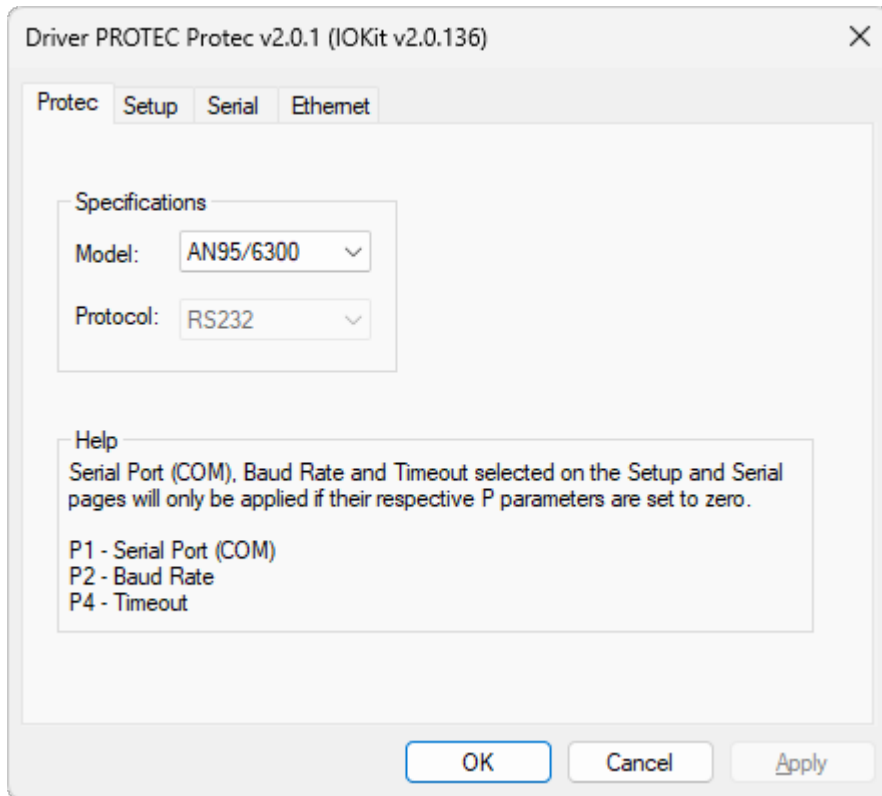 Driver PROTEC Protec v2.0.1 (IOKit v2.0.136)
Protec Setup Serial Ethernet
Specifications
Model: AN95/6300
Protocol: RS232
Help
Serial Port (COM), Baud Rate and Timeout selected on the Setup and Serial
pages will only be applied if their respective P parameters are set to zero.
P1 - Serial Port (COM)
P2 - Baud Rate
P4 - Timeout
OK Cancel Apply